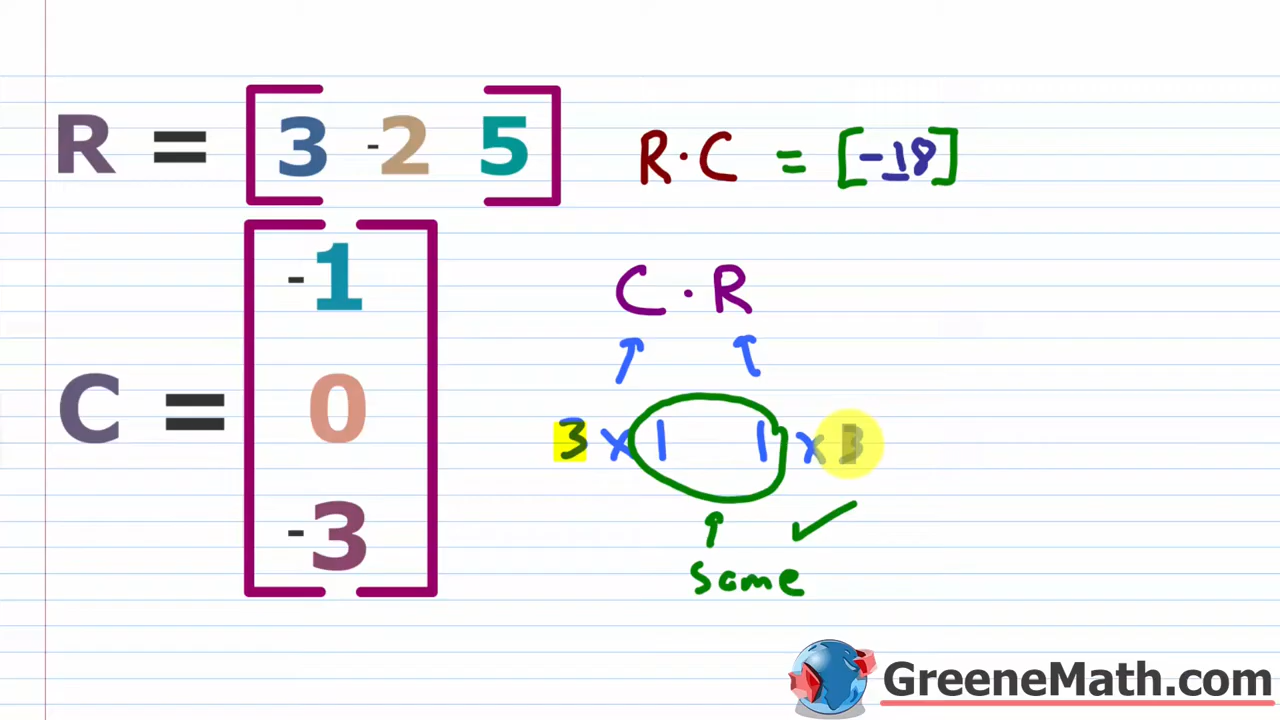 R = [3 -2 5]
R · C = [-18]
C = [-1
0
-3]
C · R
3 x 1 1 x 3
Same
GreeneMath.com